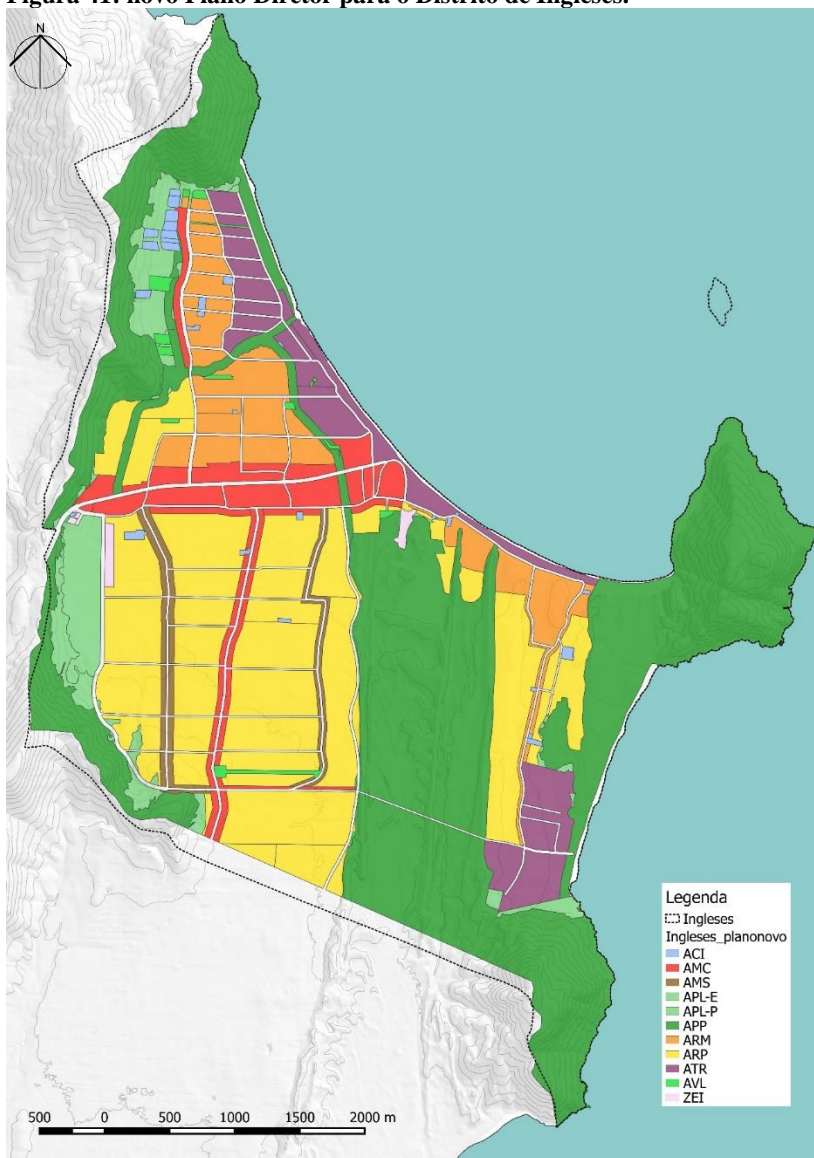 Figura 41: novo Plano Diretor para o Distrito de Ingleses.
N
Legenda
Ingleses
Ingleses_planonovo
ACI
AMC
AMS
APL-E
APL-P
APP
ARM
ARP
ATR
AVL
ZEI
500 0 500 1000 1500 2000 m